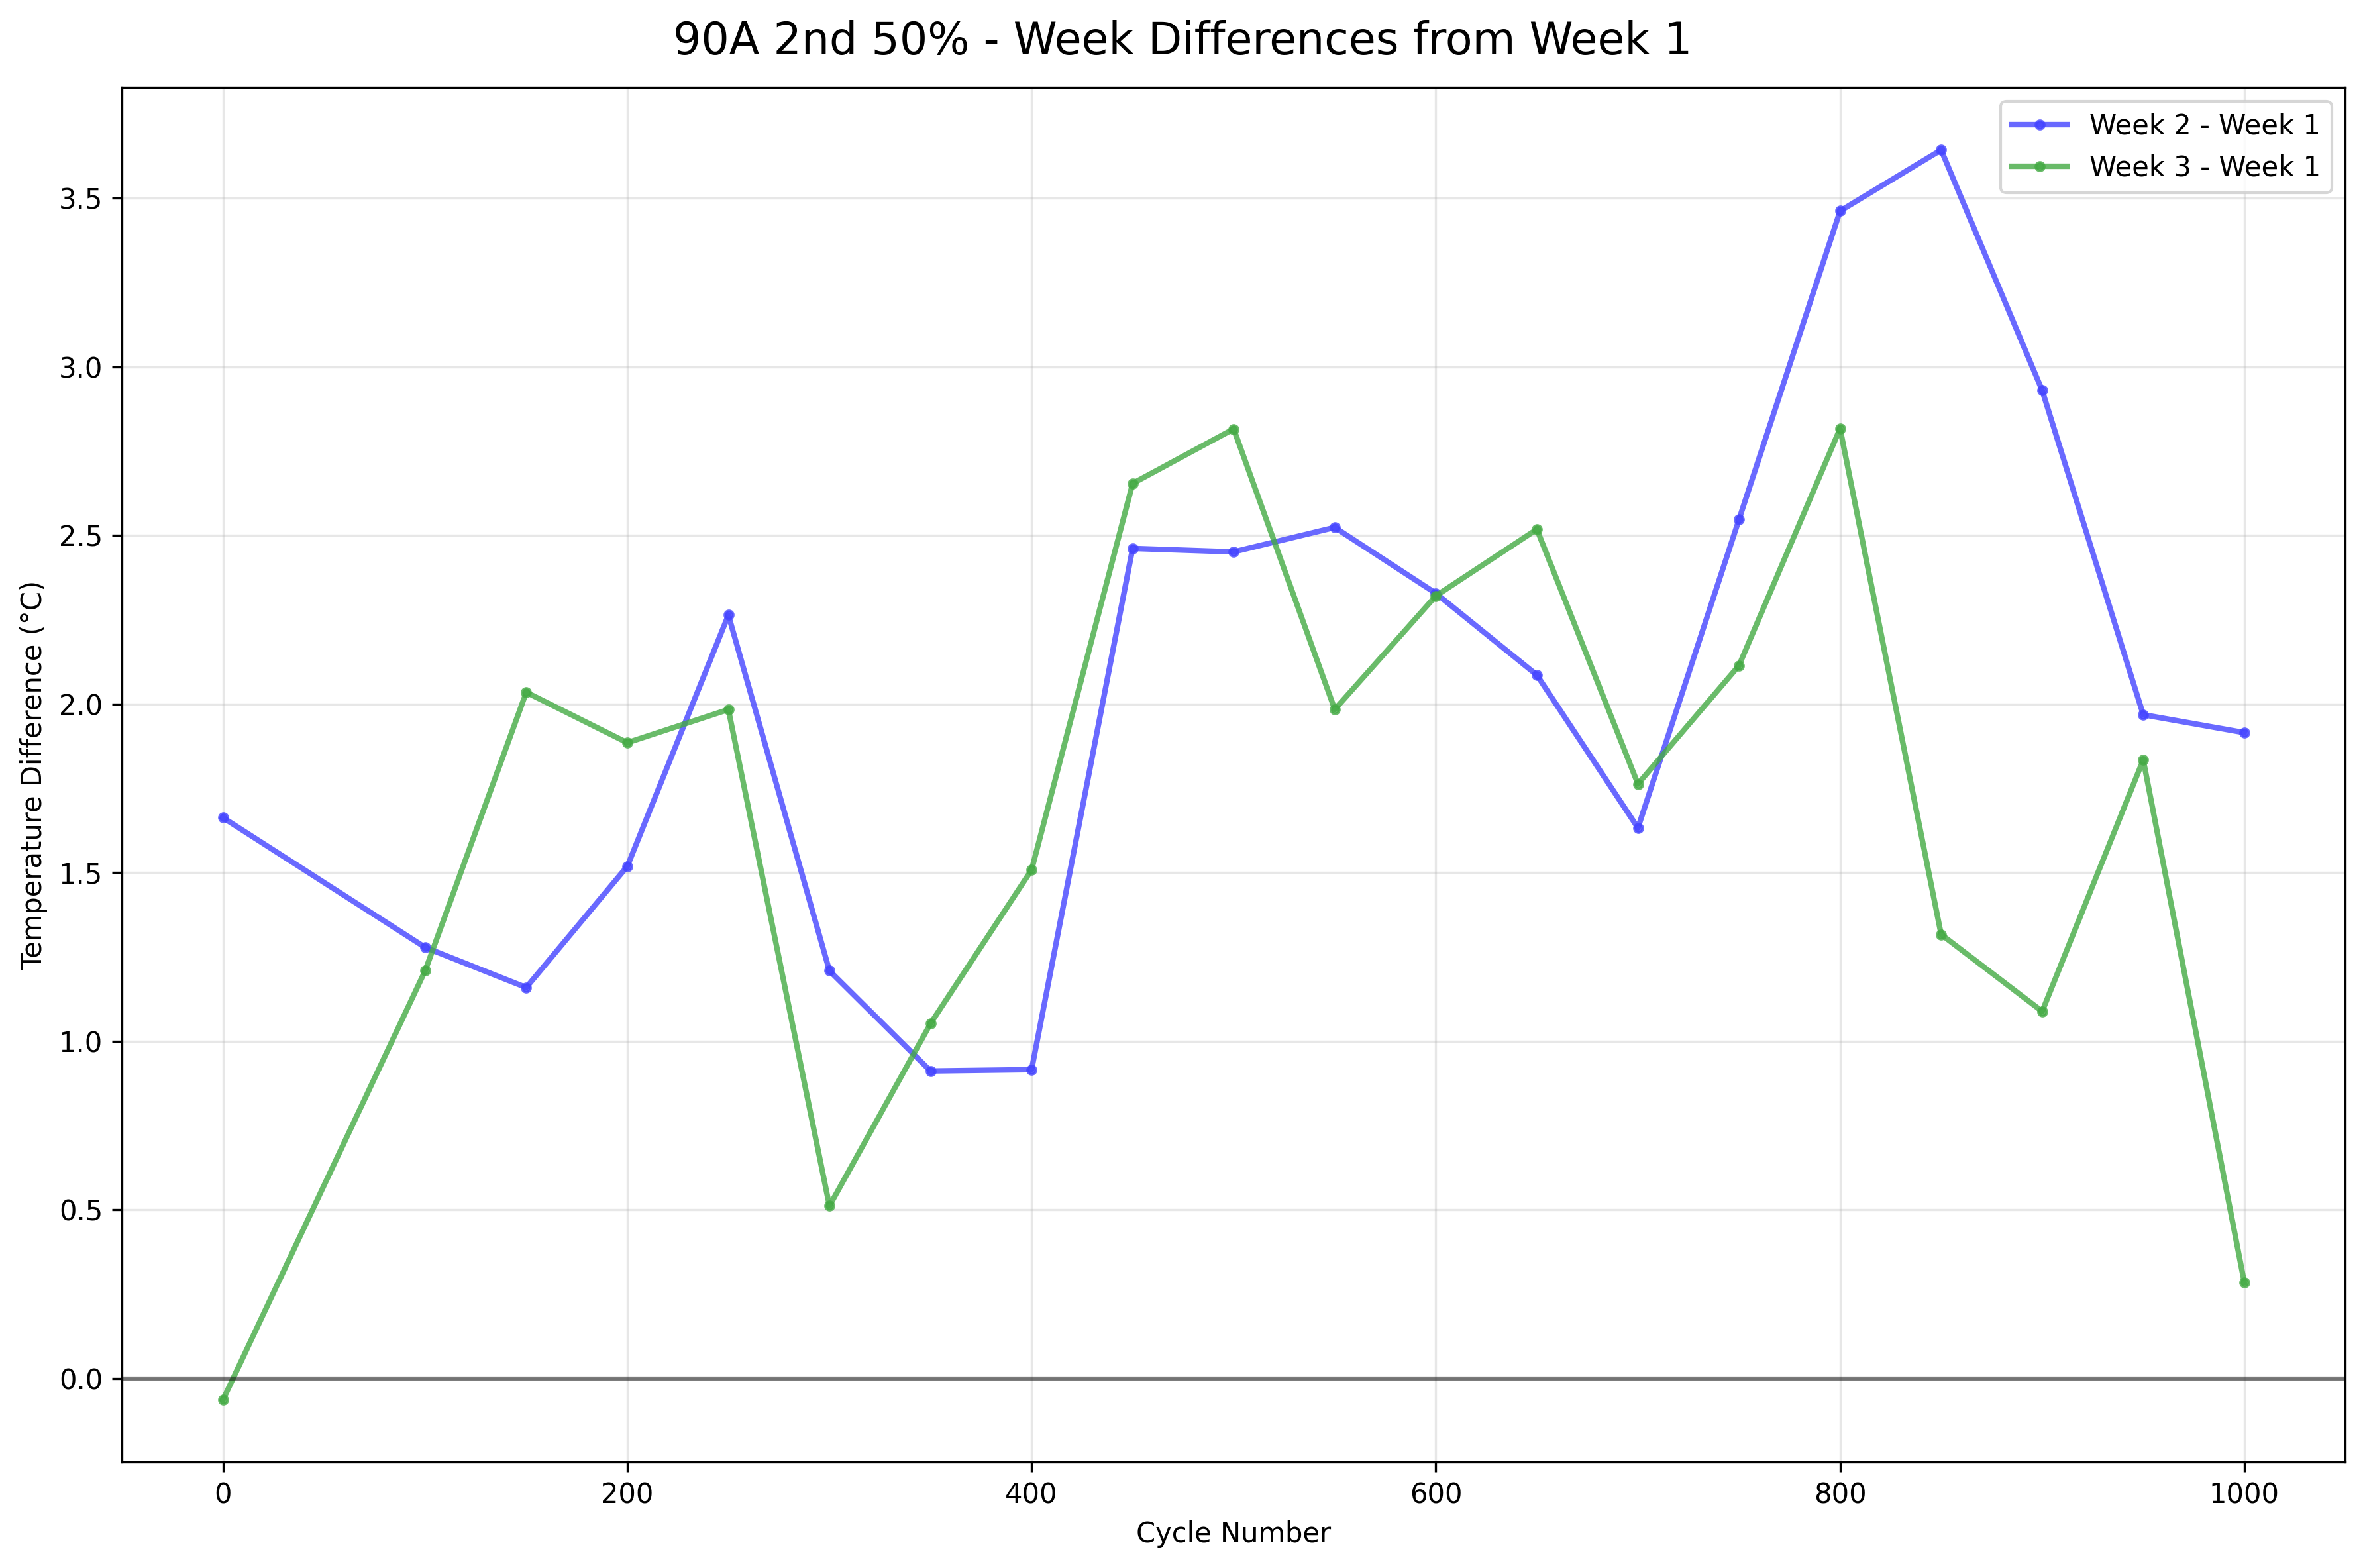 90A 2nd 50% - Week Differences from Week 1
Week 2 - Week 1
Week 3 - Week 1
Temperature Difference (°C)
3.5
3.0
2.5
2.0
1.5
1.0
0.5
0.0
0
200
400
600
800
1000
Cycle Number